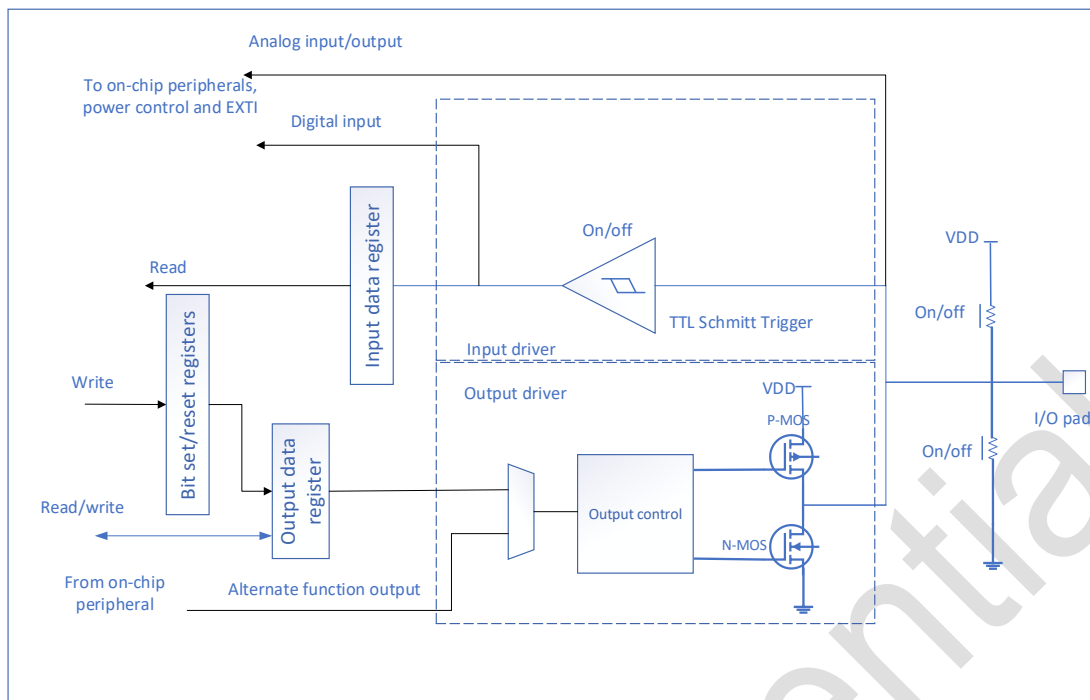 Analog input/output
To on-chip peripherals,
power control and EXTI
Digital input
On/off
Input data register
Read
TTL Schmitt Trigger
Input driver
VDD
On/off
I/O pad
On/off
Write
Bit set/reset registers
Output data
register
Read/write
From on-chip
peripheral
Alternate function output
Output driver
VDD
P-MOS
Output control
N-MOS
ential